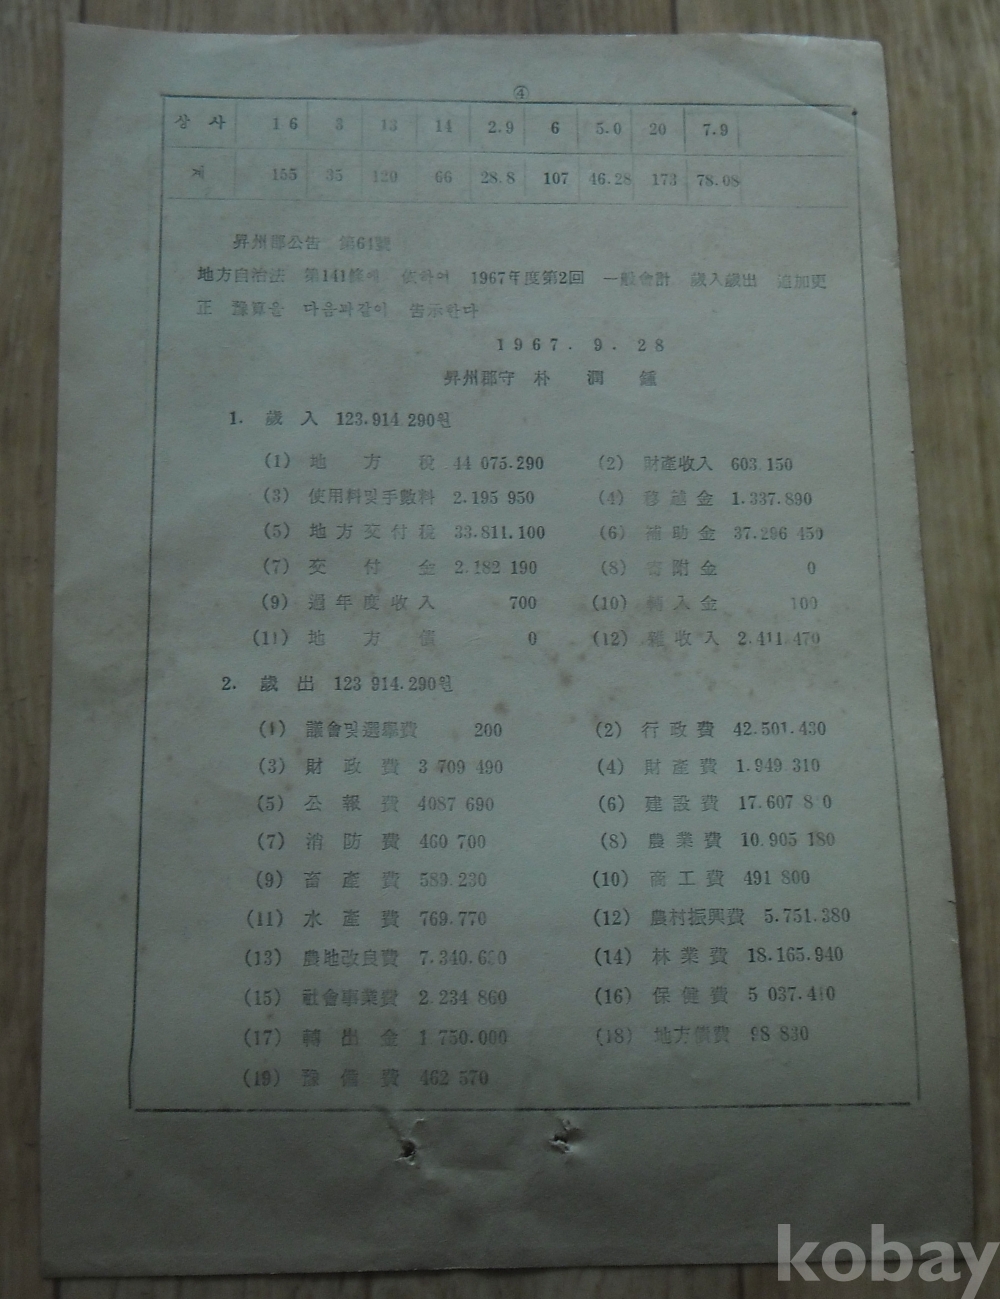 ④
상 사 16 3 13 14 2.9 6 5.0 20 7.9
계 155 35 120 66 28.8 107 46.28 173 78.08
昇州郡公告 第64號
地方自治法 第141條에 依하여 1967年度第2回 一般會計 歲入歲出 追加更
正 豫算을 다음과같이 告示한다
1967. 9. 28
昇州郡守 朴 潤 鍾
1. 歲 入 123.914 290원
(1) 地 方 稅 44 075.290 (2) 財產收入 603.150
(3) 使用料및手數料 2.195 950 (4) 移越金 1.337.890
(5) 地方交付稅 33.811.100 (6) 補助金 37.296 450
(7) 交 付 金 2.182 190 (8) 寄附金 0
(9) 過年度收入 700 (10) 轉入金 100
(11) 地 方 債 0 (12) 雜收入 2.411.470
2. 歲 出 123 914.290원
(1) 議會및選擧費 200 (2) 行政費 42.501.430
(3) 財 政 費 3 709 490 (4) 財產費 1.949 310
(5) 公 報 費 4087 690 (6) 建設費 17.607 8 0
(7) 消 防 費 460 700 (8) 農業費 10.905 180
(9) 畜 產 費 589.230 (10) 商工費 491 800
(11) 水 產 費 769.770 (12) 農村振興費 5.751.380
(13) 農地改良費 (14) 林業費 18.165.940
(15) 社會事業費 2 234 860 (16) 保健費
(17) 轉 出 金 1 750.000 (18) 地方債費 98 830
(19) 豫 備 費 462 570
kobay